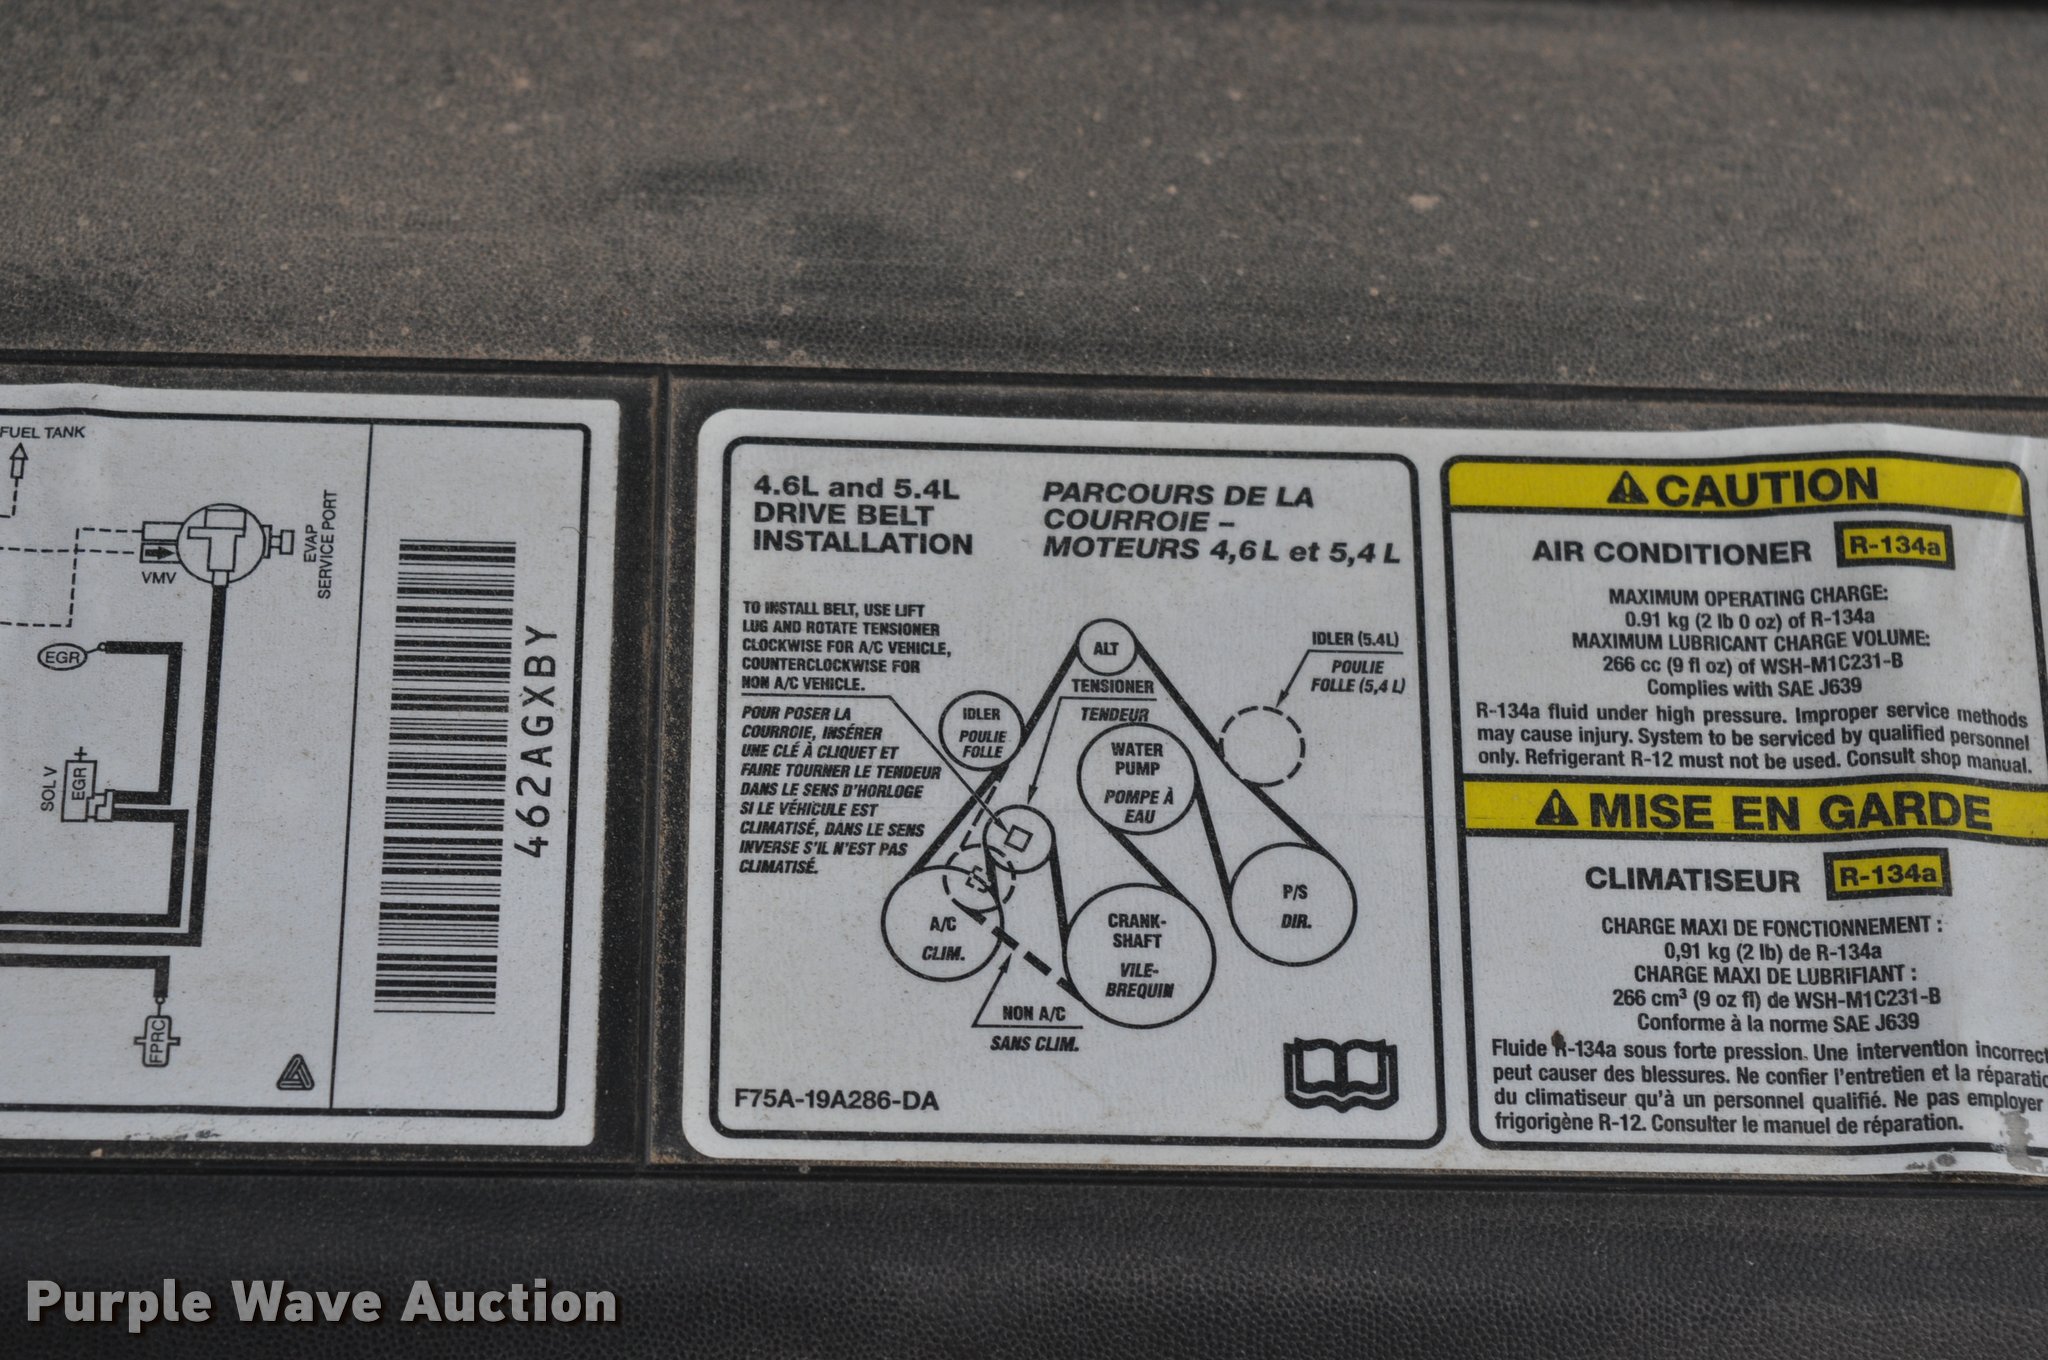 FUEL TANK
VMV
EVAP
SERVICE PORT
EGR
SOL V
EGR
FPRC
462AGXBY
4.6L and 5.4L
DRIVE BELT
INSTALLATION
PARCOURS DE LA
COURROIE –
MOTEURS 4,6 L et 5,4 L
TO INSTALL BELT, USE LIFT
LUG AND ROTATE TENSIONER
CLOCKWISE FOR A/C VEHICLE,
COUNTERCLOCKWISE FOR
NON A/C VEHICLE.
POUR POSER LA
COURROIE, INSÉRER
UNE CLÉ À CLIQUET ET
FAIRE TOURNER LE TENDEUR
DANS LE SENS D'HORLOGE
SI LE VÉHICULE EST
CLIMATISÉ, DANS LE SENS
INVERSE S'IL N'EST PAS
CLIMATISÉ.
ALT
TENSIONER
TENDEUR
IDLER
POULIE
FOLLE
IDLER (5.4L)
POULIE
FOLLE (5,4 L)
WATER
PUMP
POMPE À
EAU
A/C
CLIM.
CRANK-
SHAFT
VILE-
BREQUIN
P/S
DIR.
NON A/C
SANS CLIM.
F75A-19A286-DA
CAUTION
AIR CONDITIONER R-134a
MAXIMUM OPERATING CHARGE:
0.91 kg (2 lb 0 oz) of R-134a
MAXIMUM LUBRICANT CHARGE VOLUME:
266 cc (9 fl oz) of WSH-M1C231-B
Complies with SAE J639
R-134a fluid under high pressure. Improper service methods
may cause injury. System to be serviced by qualified personnel
only. Refrigerant R-12 must not be used. Consult shop manual.
MISE EN GARDE
CLIMATISEUR R-134a
CHARGE MAXI DE FONCTIONNEMENT :
0,91 kg (2 lb) de R-134a
CHARGE MAXI DE LUBRIFIANT :
266 cm³ (9 oz fl) de WSH-M1C231-B
Conforme à la norme SAE J639
Fluide R-134a sous forte pression. Une intervention incorrect
peut causer des blessures. Ne confier l'entretien et la réparatio
du climatiseur qu'à un personnel qualifié. Ne pas employer
frigorigène R-12. Consulter le manuel de réparation.
Purple Wave Auction